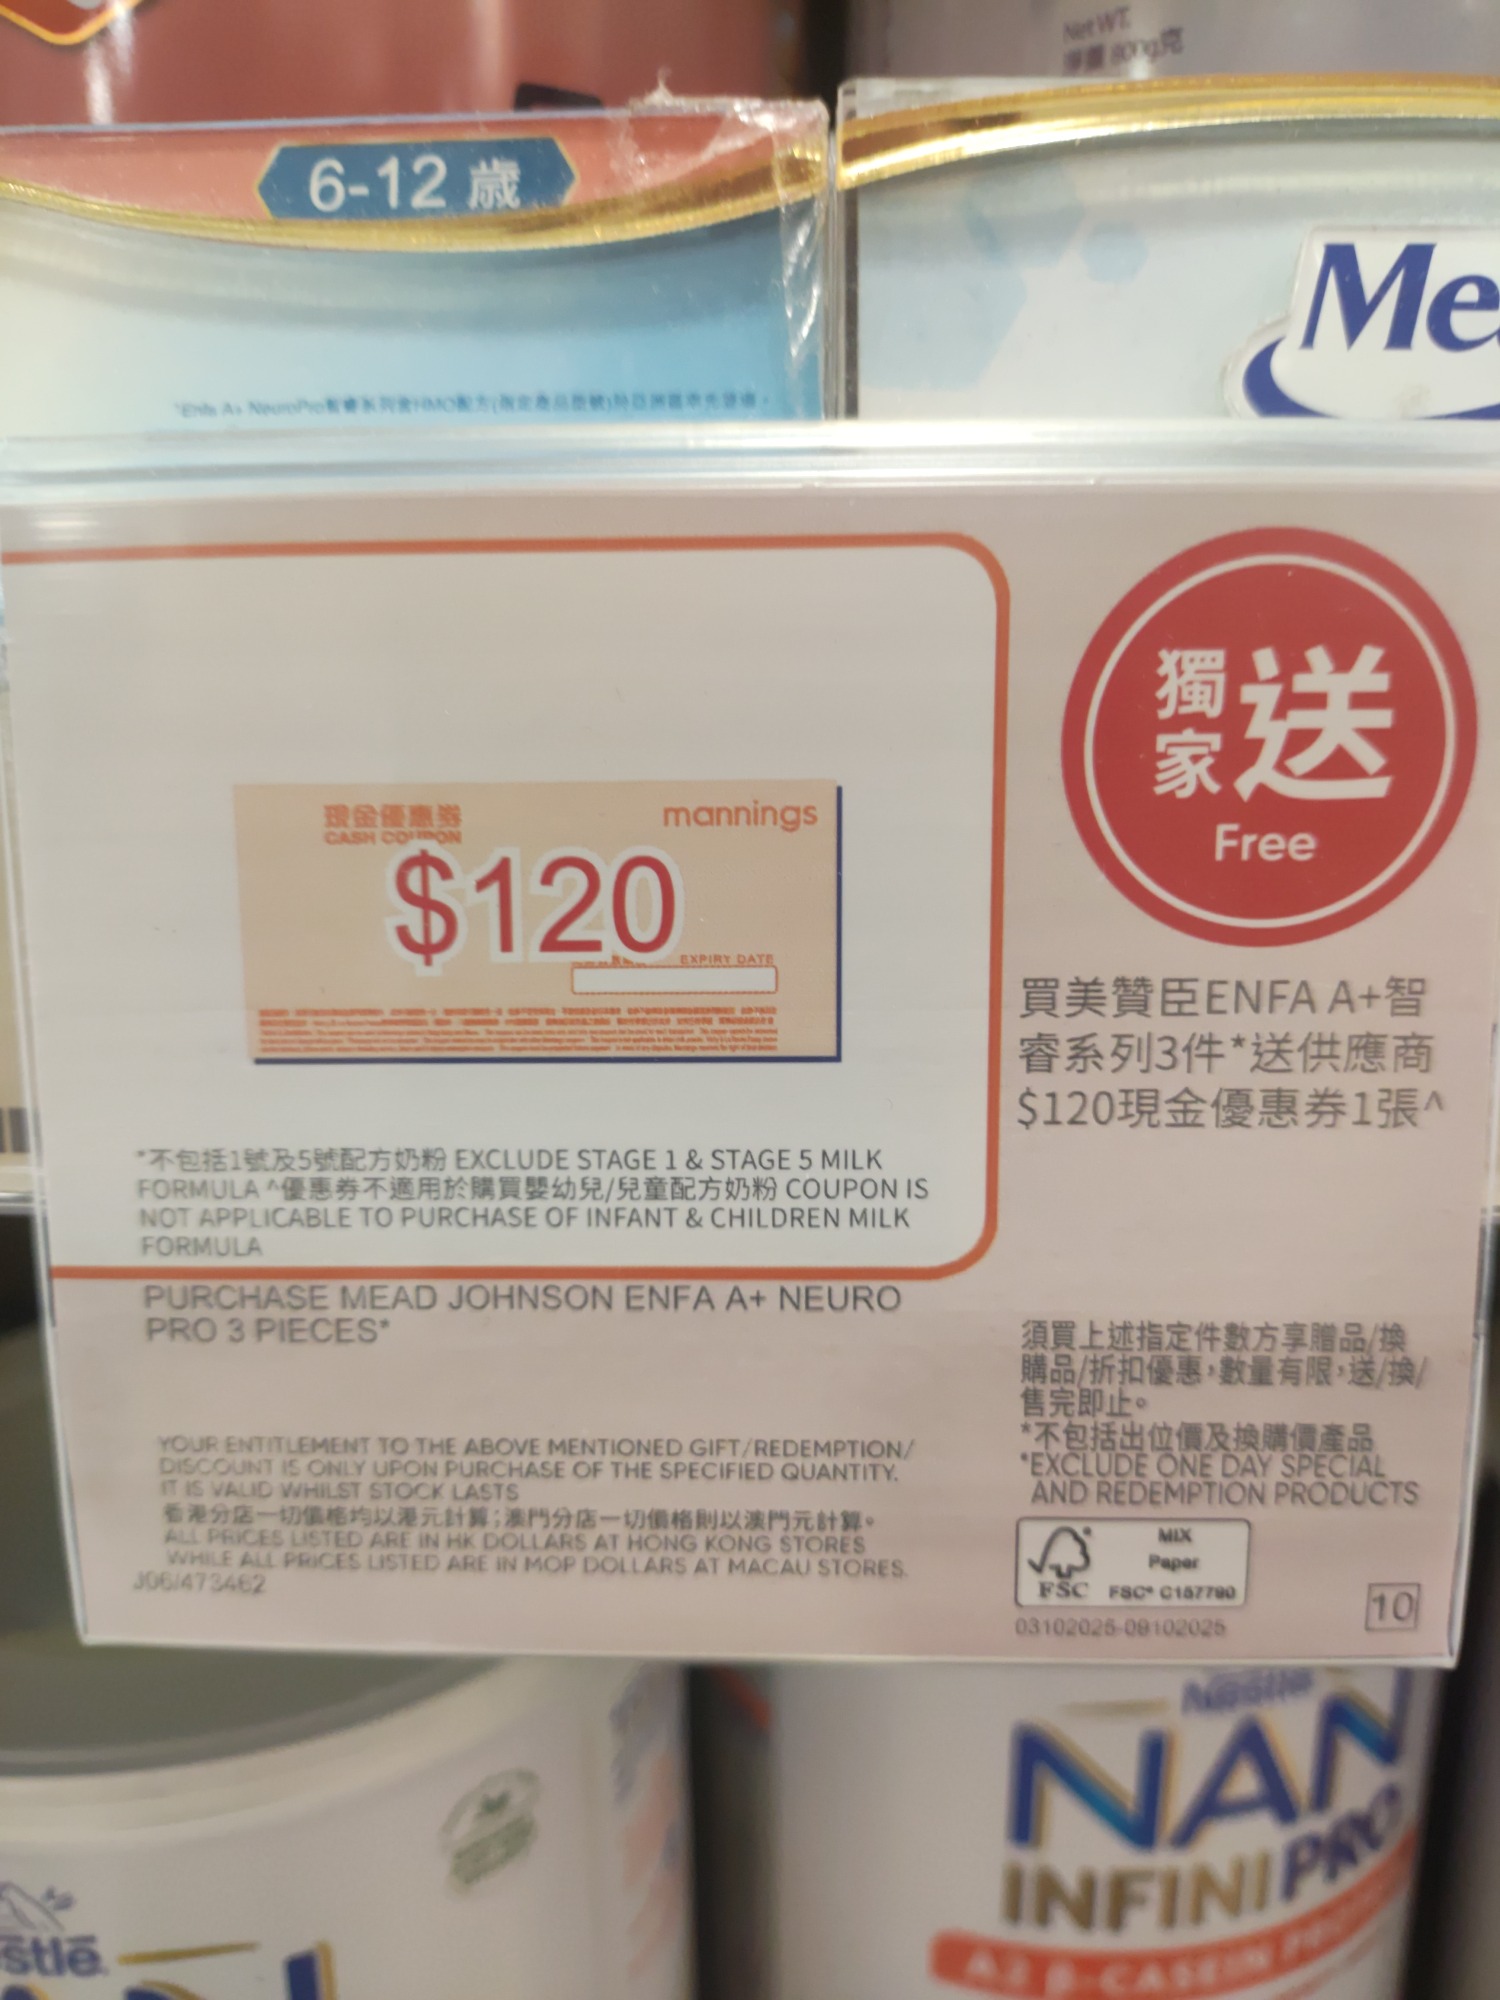 Net WT.
6-12 歲
Me
獨家送
Free
現金優惠券
CASH COUPON
mannings
$120
EXPIRY DATE
買美贊臣ENFA A+智
睿系列3件*送供應商
$120現金優惠券1張^
*不包括1號及5號配方奶粉 EXCLUDE STAGE 1 & STAGE 5 MILK
FORMULA ^優惠券不適用於購買嬰幼兒/兒童配方奶粉 COUPON IS
NOT APPLICABLE TO PURCHASE OF INFANT & CHILDREN MILK
FORMULA
PURCHASE MEAD JOHNSON ENFA A+ NEURO
PRO 3 PIECES*
須買上述指定件數方享贈品/換
購品/折扣優惠，數量有限，送/換/
售完即止。
*不包括出位價及換購價產品
*EXCLUDE ONE DAY SPECIAL
AND REDEMPTION PRODUCTS
YOUR ENTITLEMENT TO THE ABOVE MENTIONED GIFT/REDEMPTION/
DISCOUNT IS ONLY UPON PURCHASE OF THE SPECIFIED QUANTITY.
IT IS VALID WHILST STOCK LASTS
香港分店一切價格均以港元計算；澳門分店一切價格則以澳門元計算。
ALL PRICES LISTED ARE IN HK DOLLARS AT HONG KONG STORES
WHILE ALL PRICES LISTED ARE IN MOP DOLLARS AT MACAU STORES.
J06/473462
MIX
Paper
FSC FSC® C157790
03102025-09102025
10
Nestlé
NAN
INFINIPRO
A2 β-CASEIN
stlé